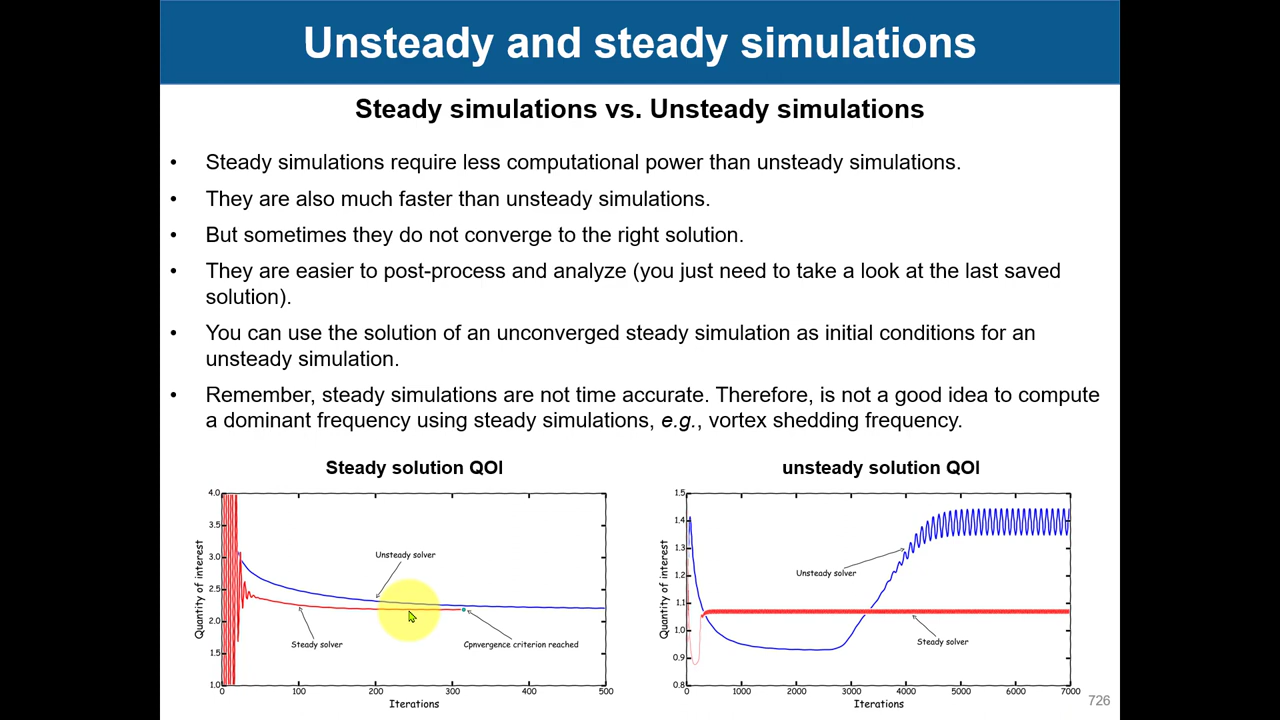 Unsteady and steady simulations
Steady simulations vs. Unsteady simulations
• Steady simulations require less computational power than unsteady simulations.
• They are also much faster than unsteady simulations.
• But sometimes they do not converge to the right solution.
• They are easier to post-process and analyze (you just need to take a look at the last saved
solution).
• You can use the solution of an unconverged steady simulation as initial conditions for an
unsteady simulation.
• Remember, steady simulations are not time accurate. Therefore, is not a good idea to compute
a dominant frequency using steady simulations, e.g., vortex shedding frequency.
Steady solution QOI
4.0
3.5
3.0
2.5
2.0
1.5
1.0
Quantity of interest
Unsteady solver
Steady solver
Cpnvergence criterion reached
0 100 200 300 400 500
Iterations
unsteady solution QOI
1.5
1.4
1.3
1.2
1.1
1.0
0.9
0.8
Quantity of interest
Unsteady solver
Steady solver
0 1000 2000 3000 4000 5000 6000 7000
Iterations
726